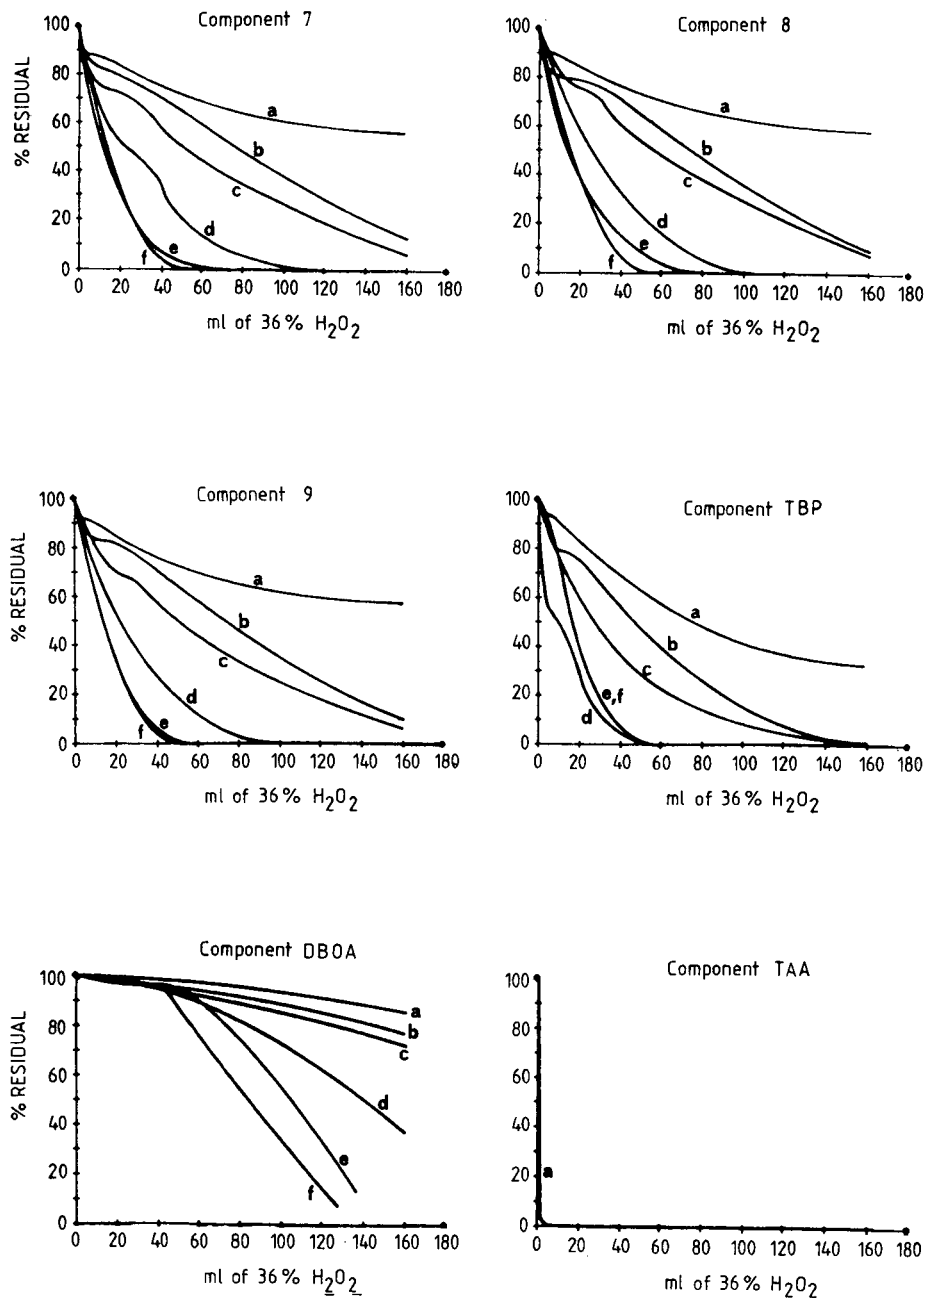 Component 7
% RESIDUAL
100
80
60
40
20
0
a
b
c
d
e
f
0 20 40 60 80 100 120 140 160 180
ml of 36% H2O2
Component 8
100
80
60
40
20
0
a
b
c
d
e
f
0 20 40 60 80 100 120 140 160 180
ml of 36% H2O2
Component 9
% RESIDUAL
100
80
60
40
20
0
a
b
c
d
e
f
0 20 40 60 80 100 120 140 160 180
ml of 36% H2O2
Component TBP
100
80
60
40
20
0
a
b
c
e,f
d
0 20 40 60 80 100 120 140 160 180
ml of 36% H2O2
Component DBOA
% RESIDUAL
100
80
60
40
20
0
a
b
c
d
e
f
0 20 40 60 80 100 120 140 160 180
ml of 36% H2O2
Component TAA
100
80
60
40
20
0
a
0 20 40 60 80 100 120 140 160 180
ml of 36% H2O2